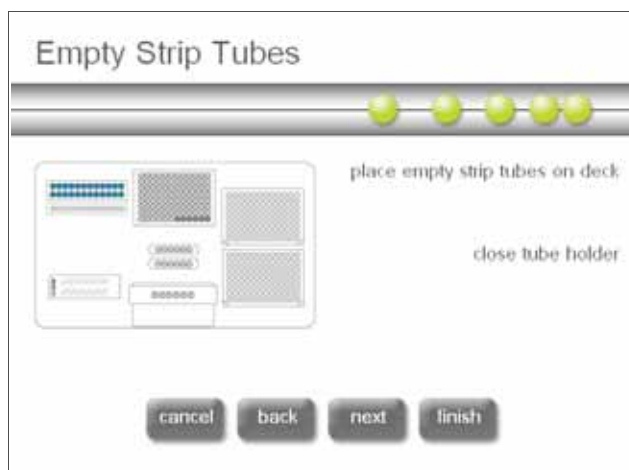 Empty Strip Tubes
place empty strip tubes on deck
close tube holder
cancel
back
next
finish